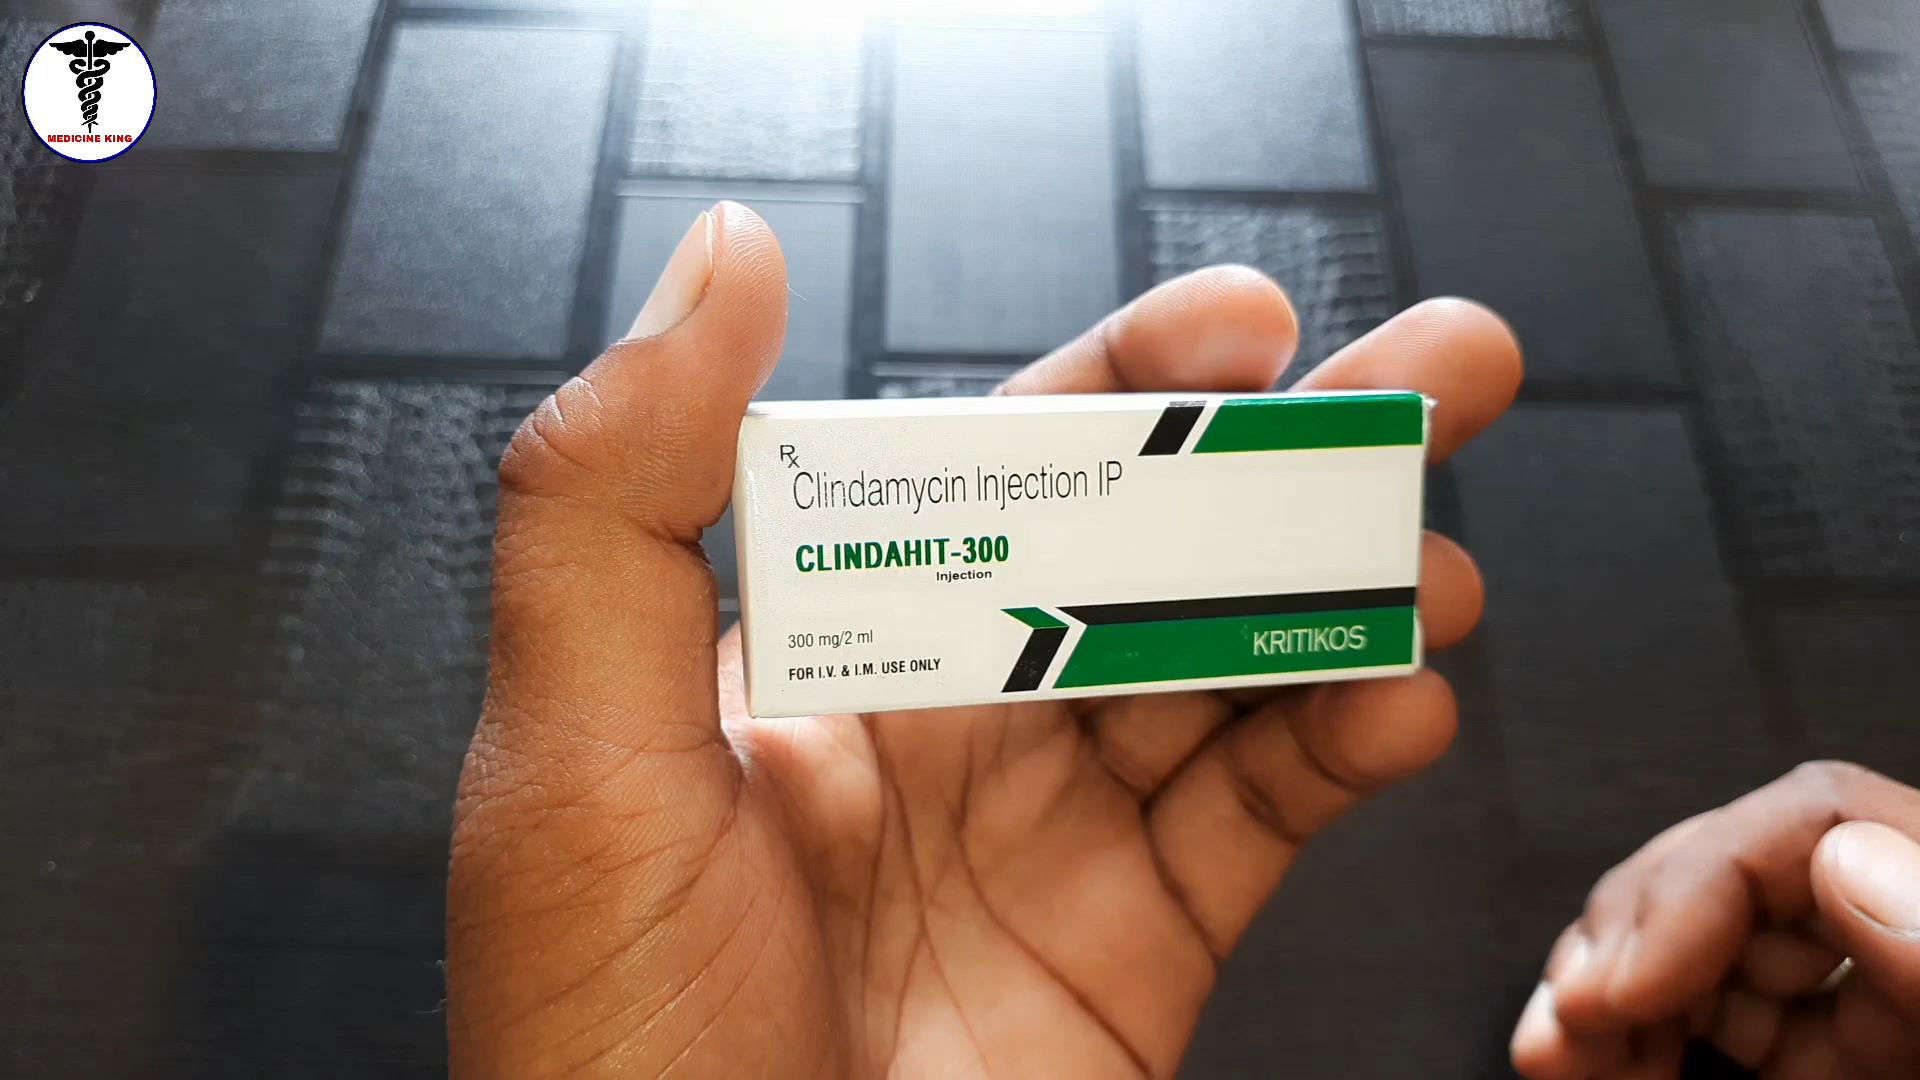 MEDICINE KING
Rx
Clindamycin Injection IP
CLINDAHIT-300
Injection
300 mg/2 ml
FOR I.V. & I.M. USE ONLY
KRITIKOS